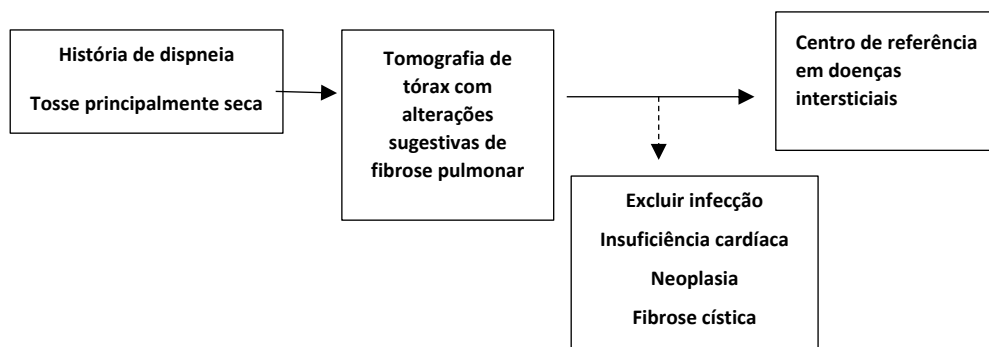 História de dispneia
Tosse principalmente seca
Tomografia de
tórax com
alterações
sugestivas de
fibrose pulmonar
Centro de referência
em doenças
intersticiais
Excluir infecção
Insuficiência cardíaca
Neoplasia
Fibrose cística